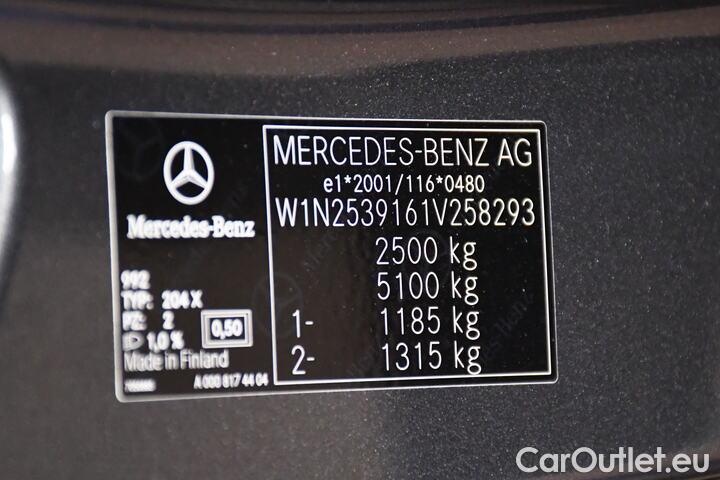 Mercedes-Benz
992
TYP: 204 X
PZ: 2
1,0 %
0,50
Made in Finland
A 000 817 44 04
MERCEDES-BENZ AG
e1*2001/116*0480
W1N2539161V258293
2500 kg
5100 kg
1- 1185 kg
2- 1315 kg
CarOutlet.eu